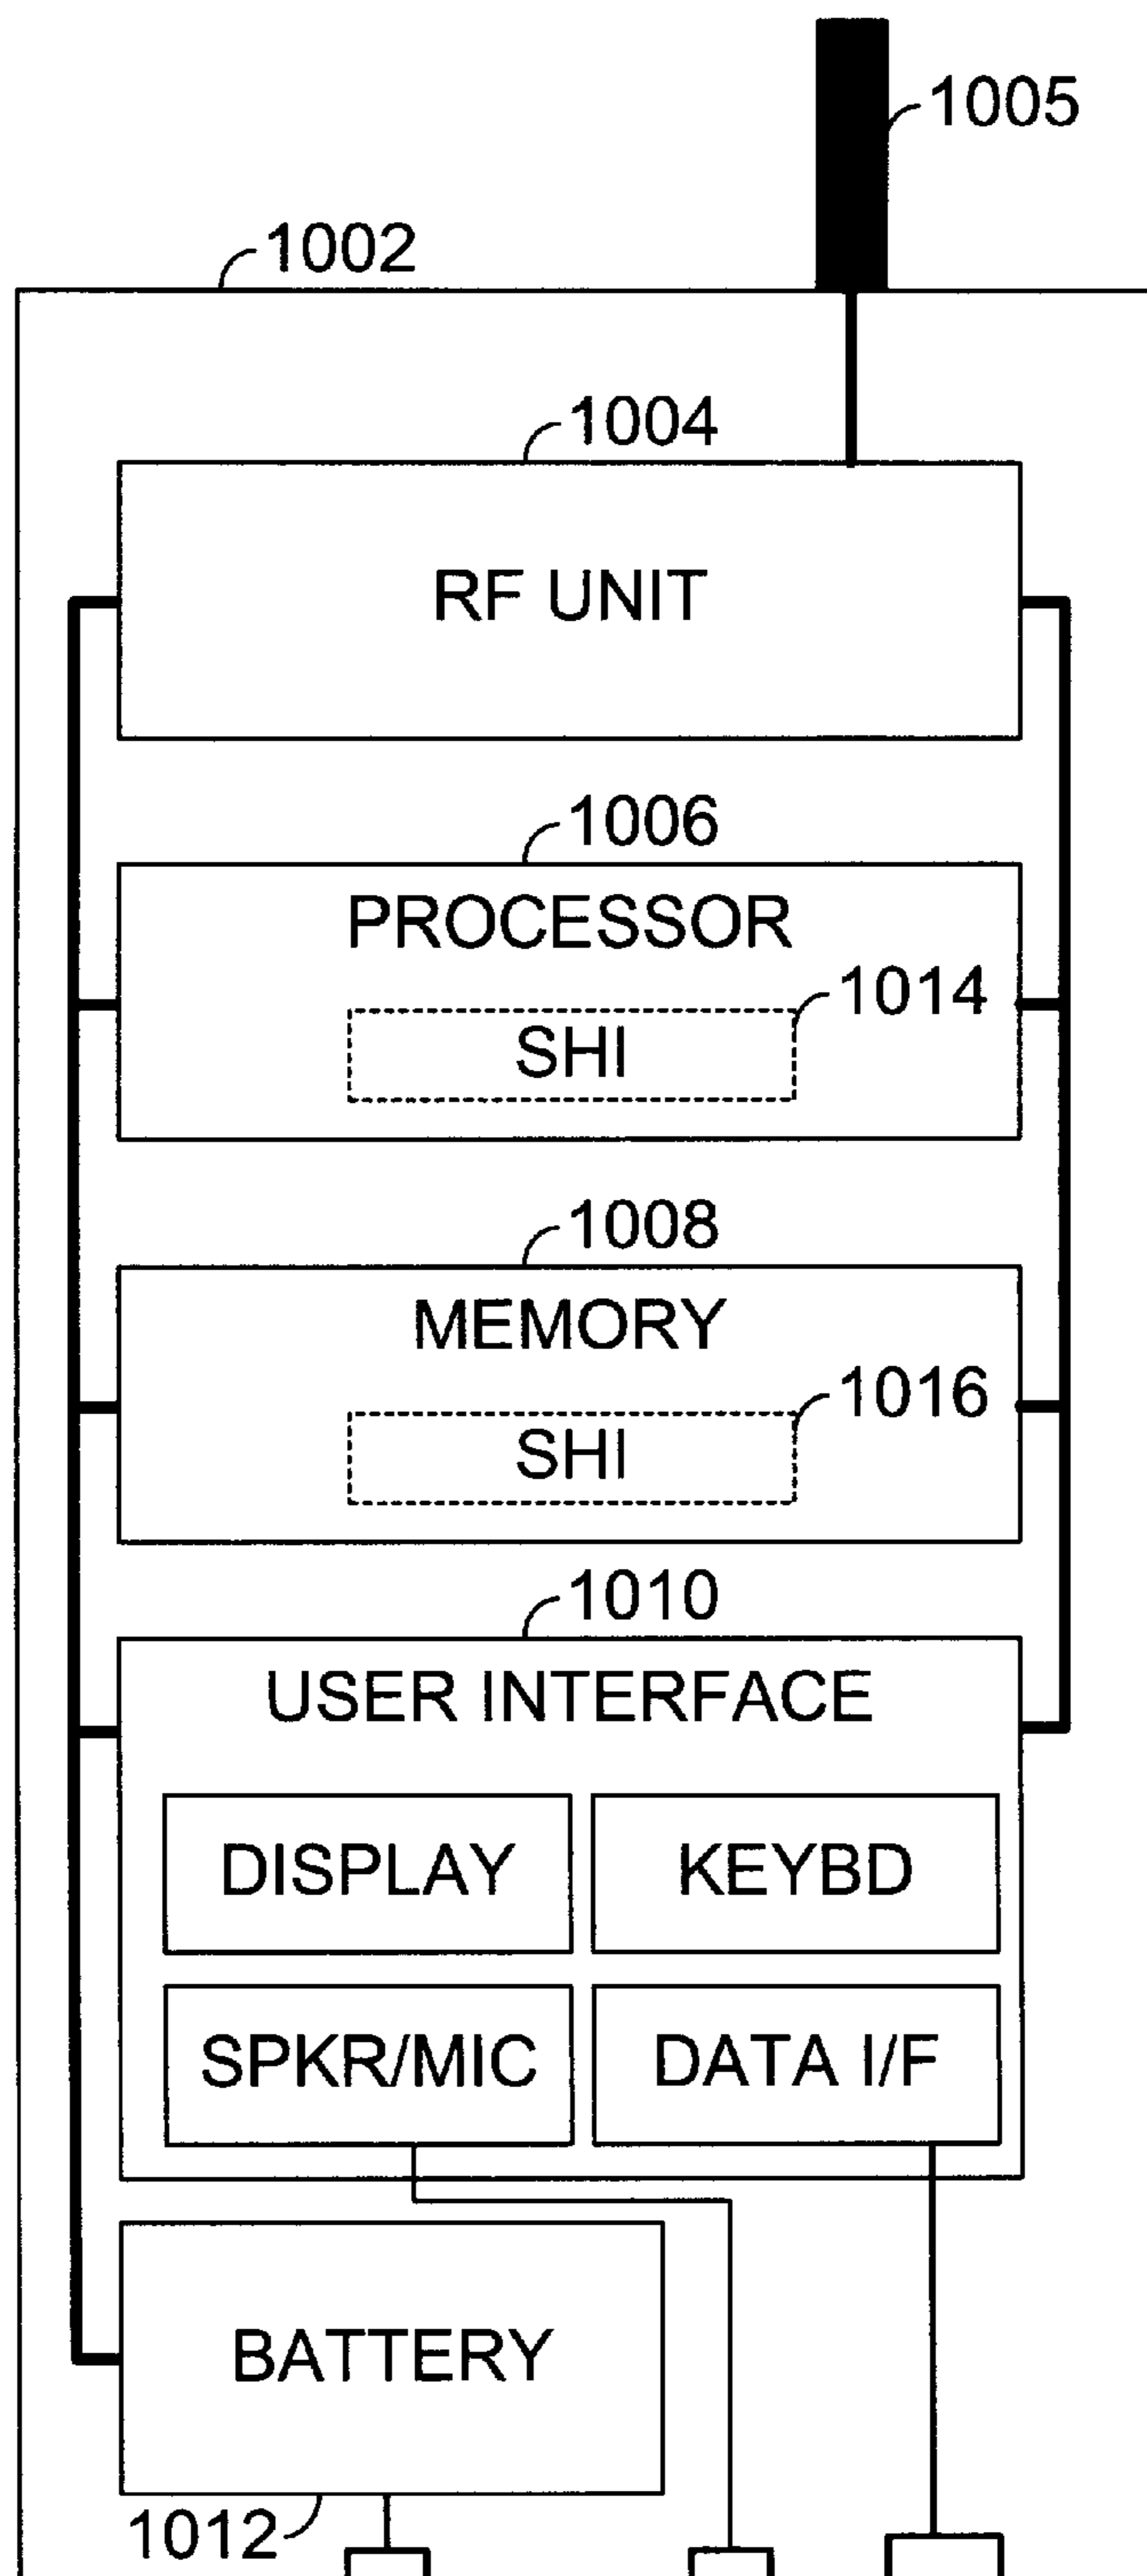 1005
1002
1004
RF UNIT
1006
PROCESSOR
1014
SHI
1008
MEMORY
1016
SHI
1010
USER INTERFACE
DISPLAY
KEYBD
SPKR/MIC
DATA I/F
BATTERY
1012